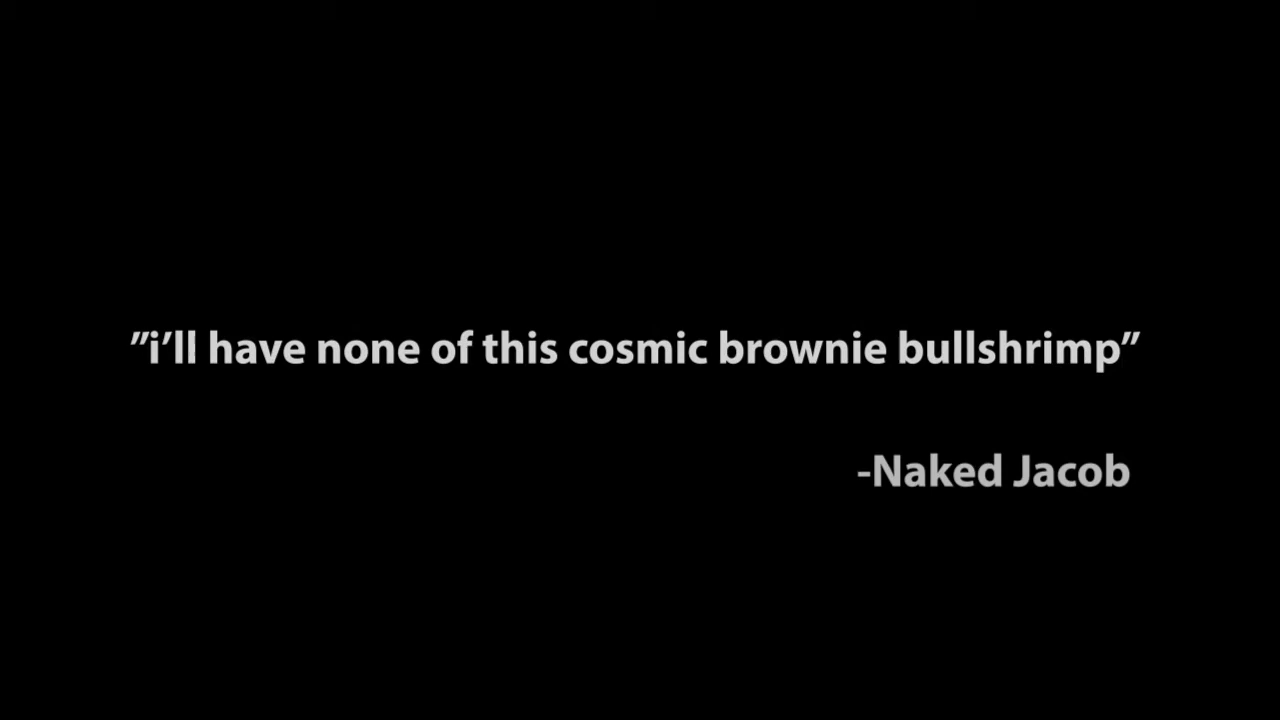 ”i’ll have none of this cosmic brownie bullshrimp”
-Naked Jacob